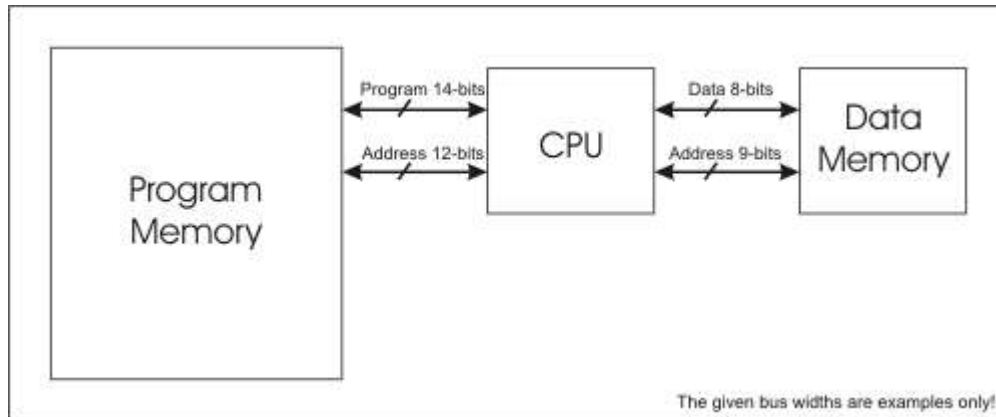 Program 14-bits
Data 8-bits
Program
Memory
Address 12-bits
CPU
Address 9-bits
Data
Memory
The given bus widths are examples only!